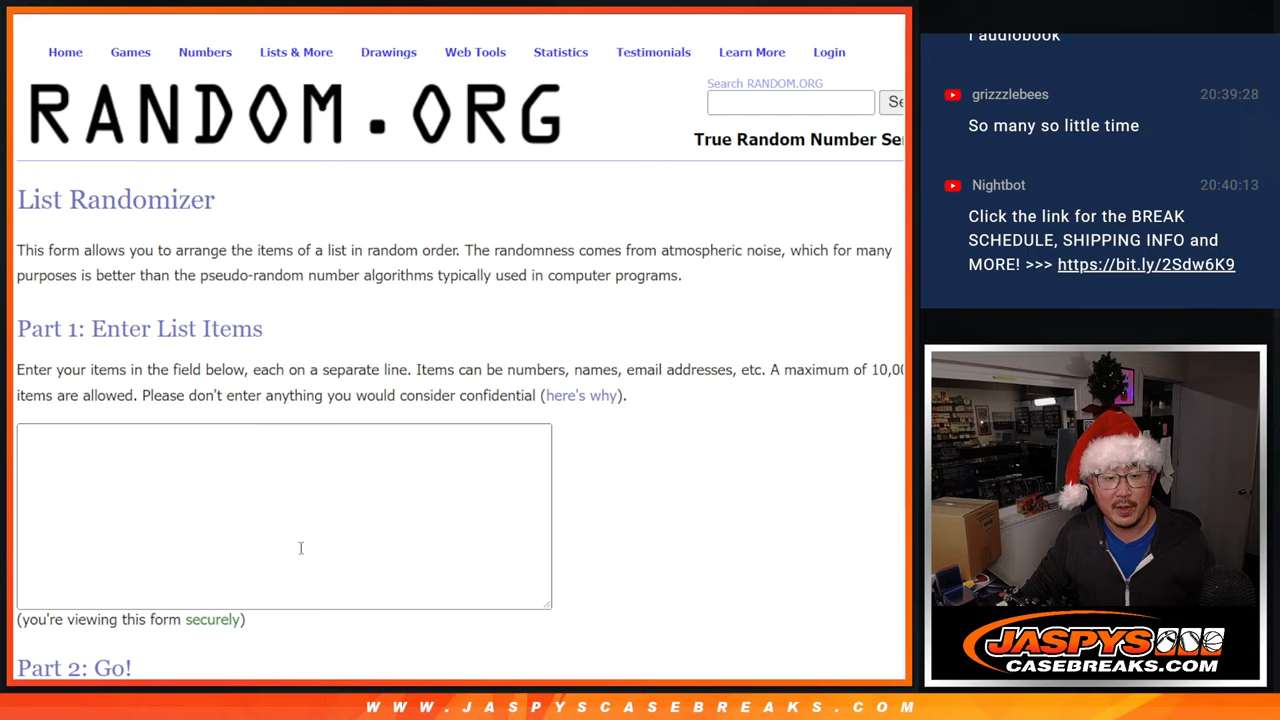 Home Games Numbers Lists & More Drawings Web Tools Statistics Testimonials Learn More Login
RANDOM.ORG
Search RANDOM.ORG
Se
True Random Number Se
List Randomizer
This form allows you to arrange the items of a list in random order. The randomness comes from atmospheric noise, which for many
purposes is better than the pseudo-random number algorithms typically used in computer programs.
Part 1: Enter List Items
Enter your items in the field below, each on a separate line. Items can be numbers, names, email addresses, etc. A maximum of 10,00
items are allowed. Please don't enter anything you would consider confidential (here's why).
(you're viewing this form securely)
Part 2: Go!
I audiobook
grizzzlebees 20:39:28
So many so little time
Nightbot 20:40:13
Click the link for the BREAK
SCHEDULE, SHIPPING INFO and
MORE! >>> https://bit.ly/2Sdw6K9
JASPYS
CASEBREAKS.COM
WWW.JASPYSCASEBREAKS.COM